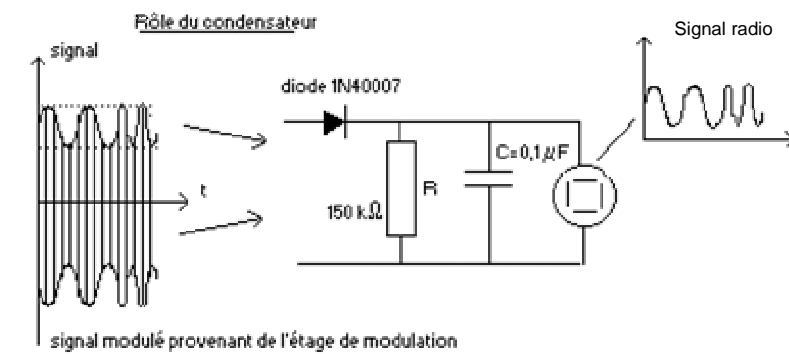 Rôle du condensateur
signal
Signal radio
diode 1N40007
C=0,1µF
t
R
150 kΩ
signal modulé provenant de l'étage de modulation